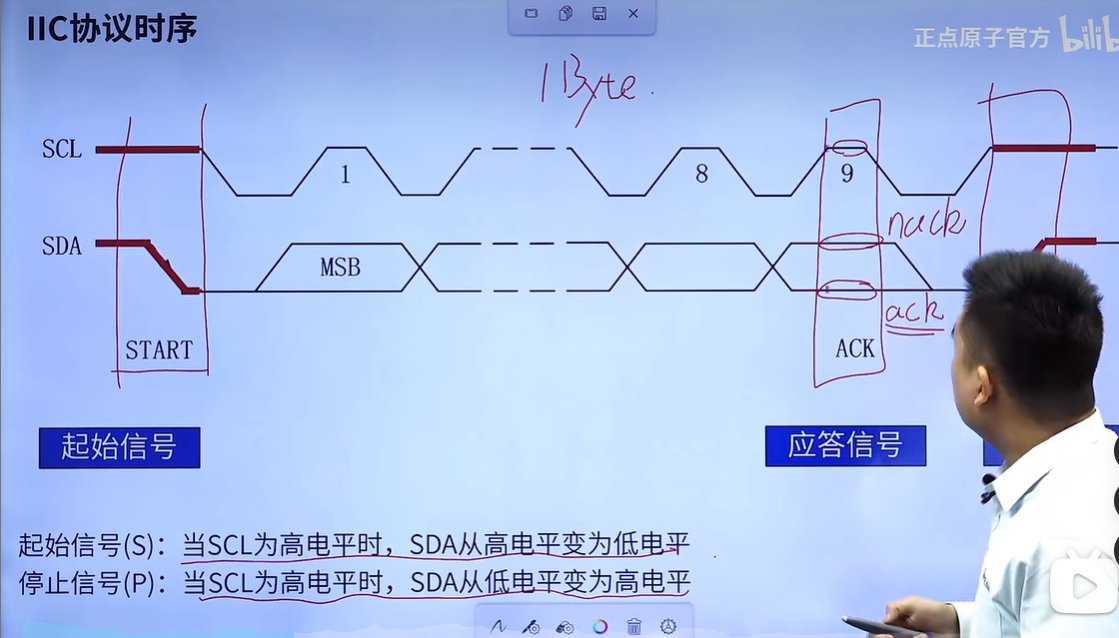 IIC协议时序
正点原子官方 bilib
1Byte.
SCL
1
8
9
nack
SDA
MSB
ack
START
ACK
起始信号
应答信号
起始信号(S)：当SCL为高电平时，SDA从高电平变为低电平
停止信号(P)：当SCL为高电平时，SDA从低电平变为高电平